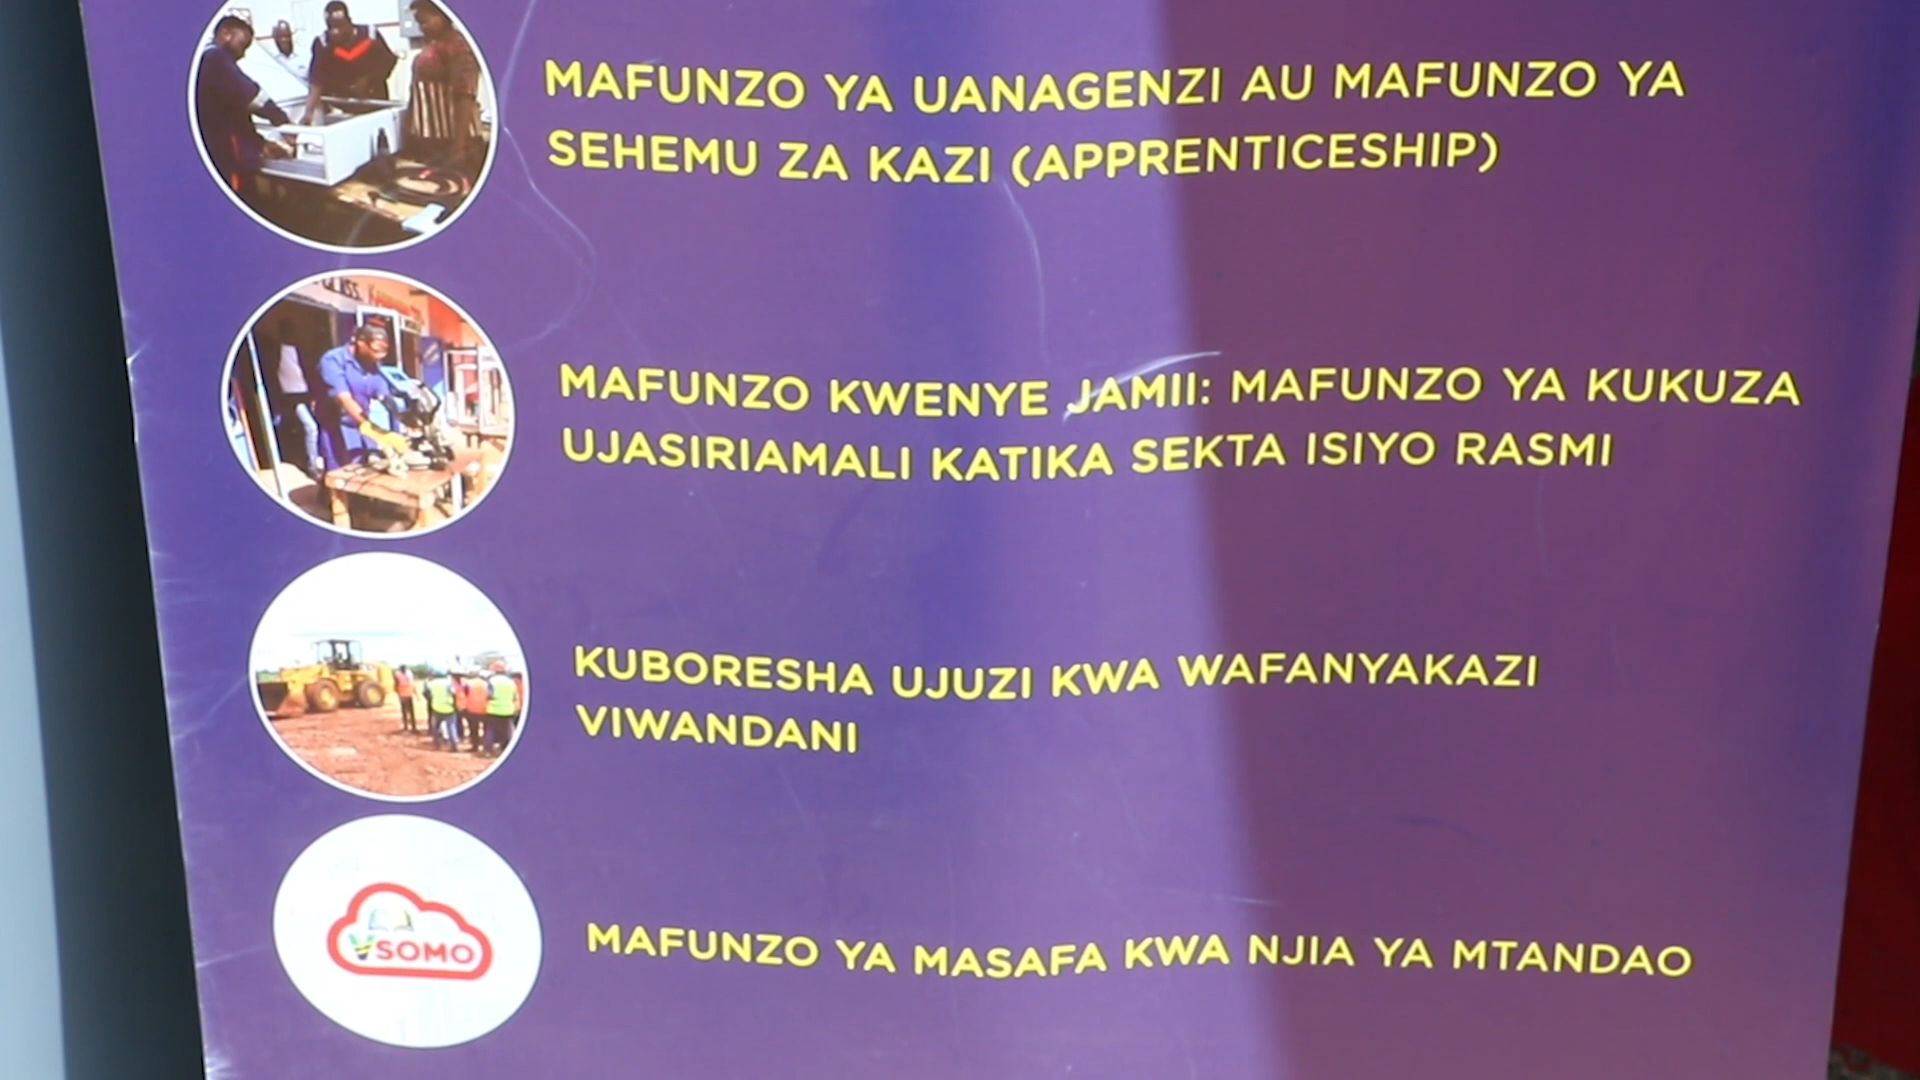 MAFUNZO YA UANAGENZI AU MAFUNZO YA
SEHEMU ZA KAZI (APPRENTICESHIP)
GLASS.
MAFUNZO KWENYE JAMII: MAFUNZO YA KUKUZA
UJASIRIAMALI KATIKA SEKTA ISIYO RASMI
KUBORESHA UJUZI KWA WAFANYAKAZI
VIWANDANI
VSOMO
MAFUNZO YA MASAFA KWA NJIA YA MTANDAO